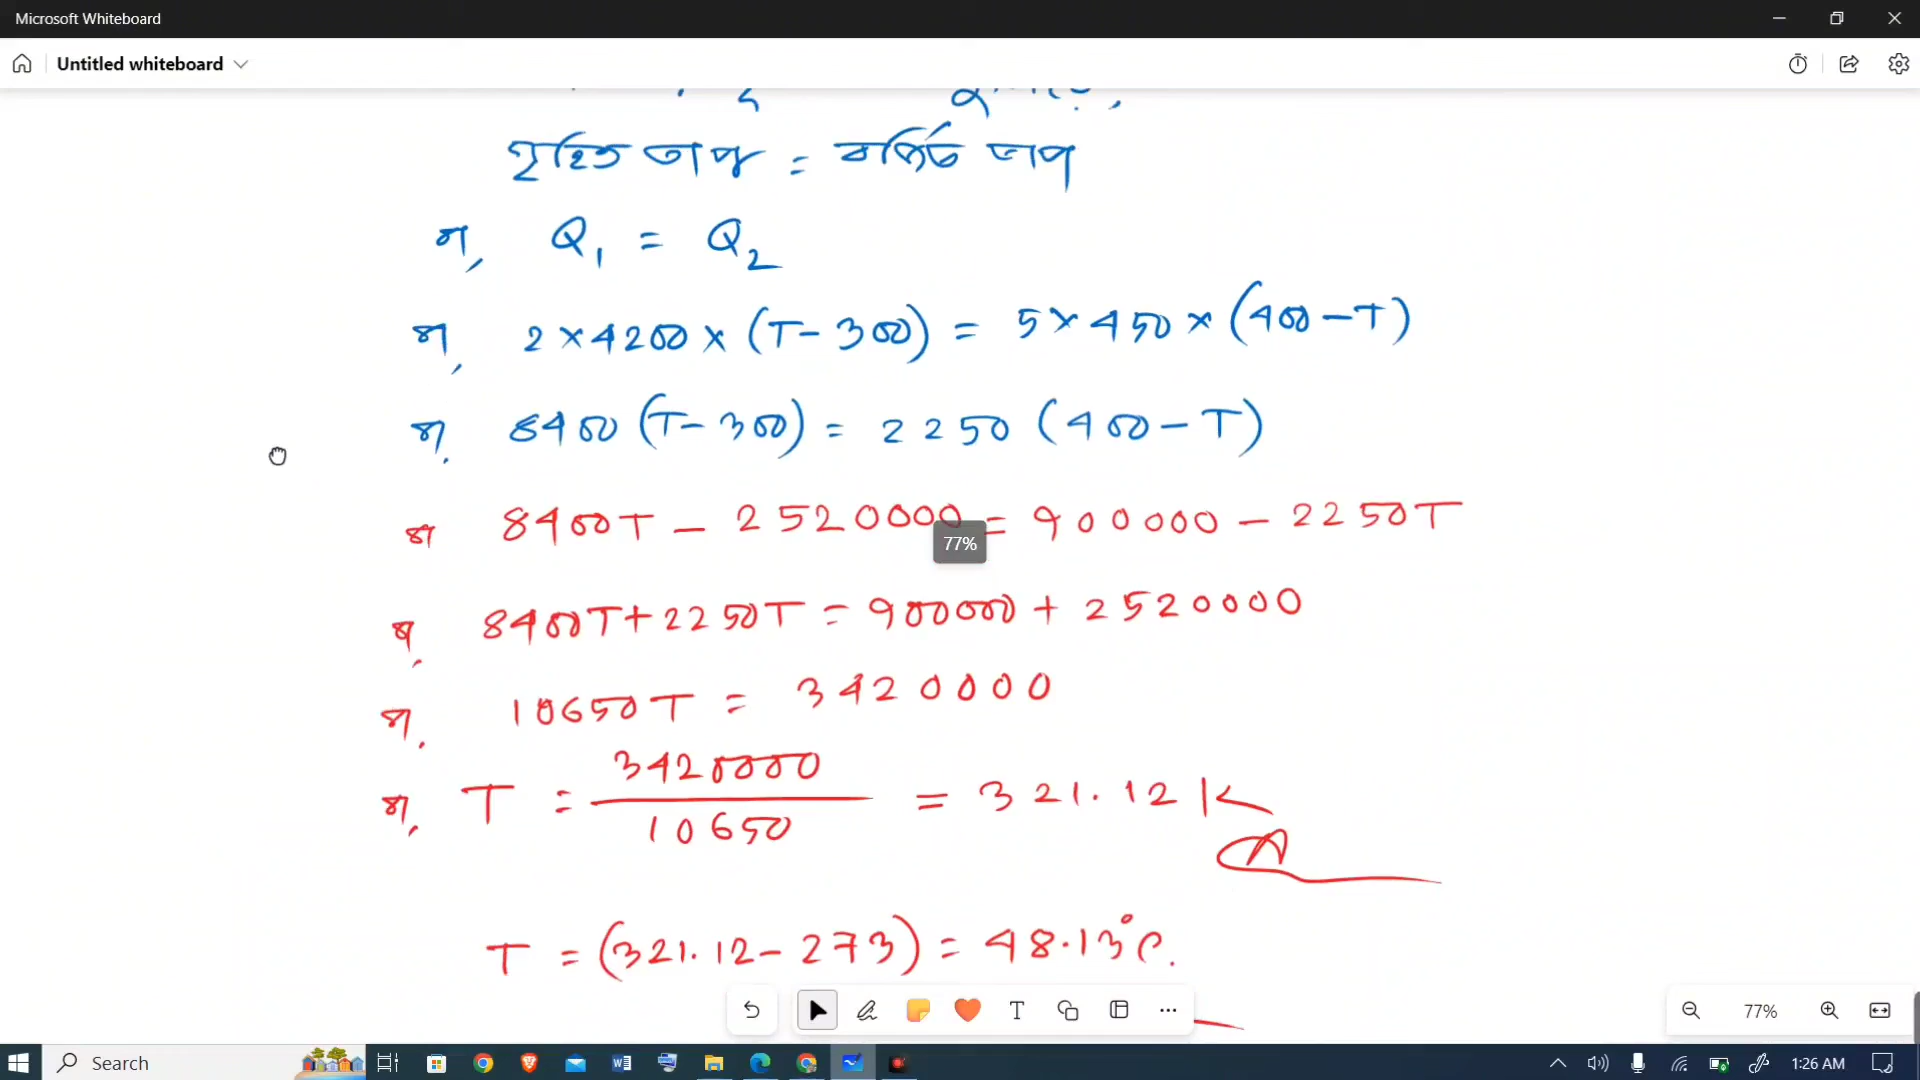 Microsoft Whiteboard
Untitled whiteboard
গৃহিত তাপ = বর্জিত তাপ
বা, Q₁ = Q₂
বা, 2 × 4200 × (T - 300) = 5 × 450 × (400 - T)
বা, 8400 (T - 300) = 2250 (400 - T)
বা 8400T - 2520000 = 900000 - 2250T
77%
বা, 8400T + 2250T = 900000 + 2520000
বা, 10650T = 3420000
বা, T = 3420000 / 10650 = 321.12 K
T = (321.12 - 273) = 48.13°C.
77%
Search
1:26 AM